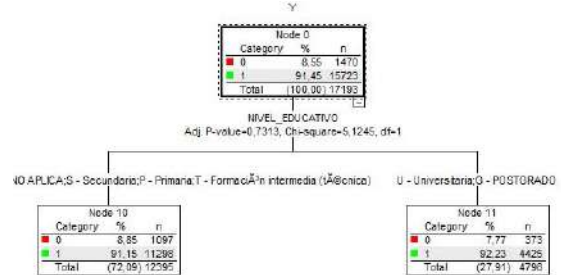 Y
Node 0
Category % n
0 8,55 1470
1 91,45 15723
Total (100,00) 17193
NIVEL_EDUCATIVO
Adj. P-value=0,7313, Chi-square=5,1245, df=1
NO APLICA;S - Secundaria;P - Primaria;T - FormaciÃ³n intermedia (tÃ©cnica)
U - Universitaria;G - POSTGRADO
Node 10
Category % n
0 8,85 1097
1 91,15 11298
Total (72,09) 12395
Node 11
Category % n
0 7,77 373
1 92,23 4425
Total (27,91) 4798